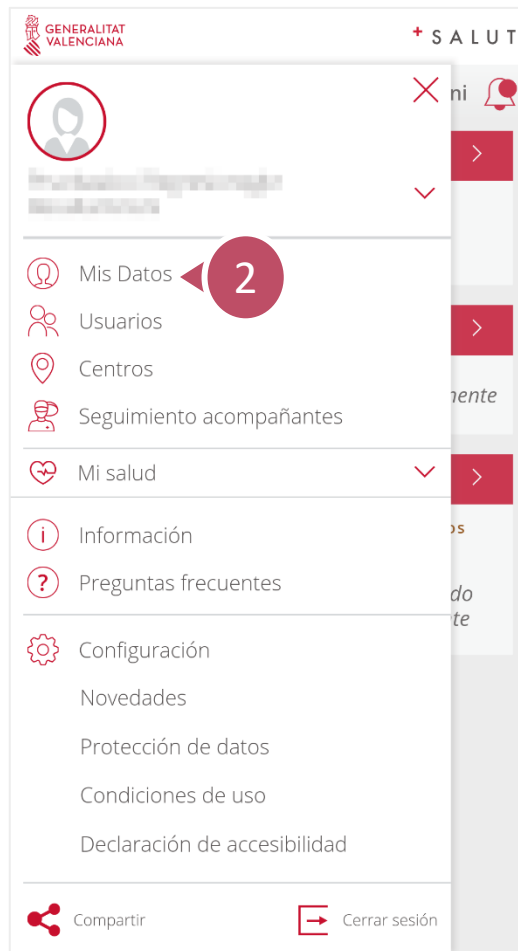 GENERALITAT
VALENCIANA
+ SALUT
ni
Mis Datos
2
Usuarios
Centros
Seguimiento acompañantes
mente
Mi salud
Información
os
Preguntas frecuentes
do
te
Configuración
Novedades
Protección de datos
Condiciones de uso
Declaración de accesibilidad
Compartir
Cerrar sesión